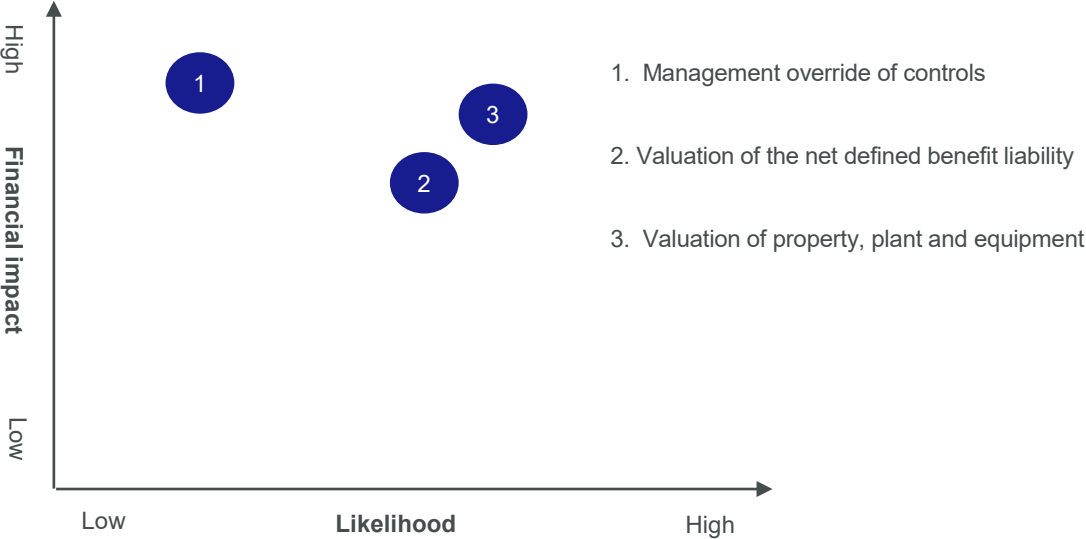 High
Financial impact
Low
1
3
2
1. Management override of controls
2. Valuation of the net defined benefit liability
3. Valuation of property, plant and equipment
Low
Likelihood
High